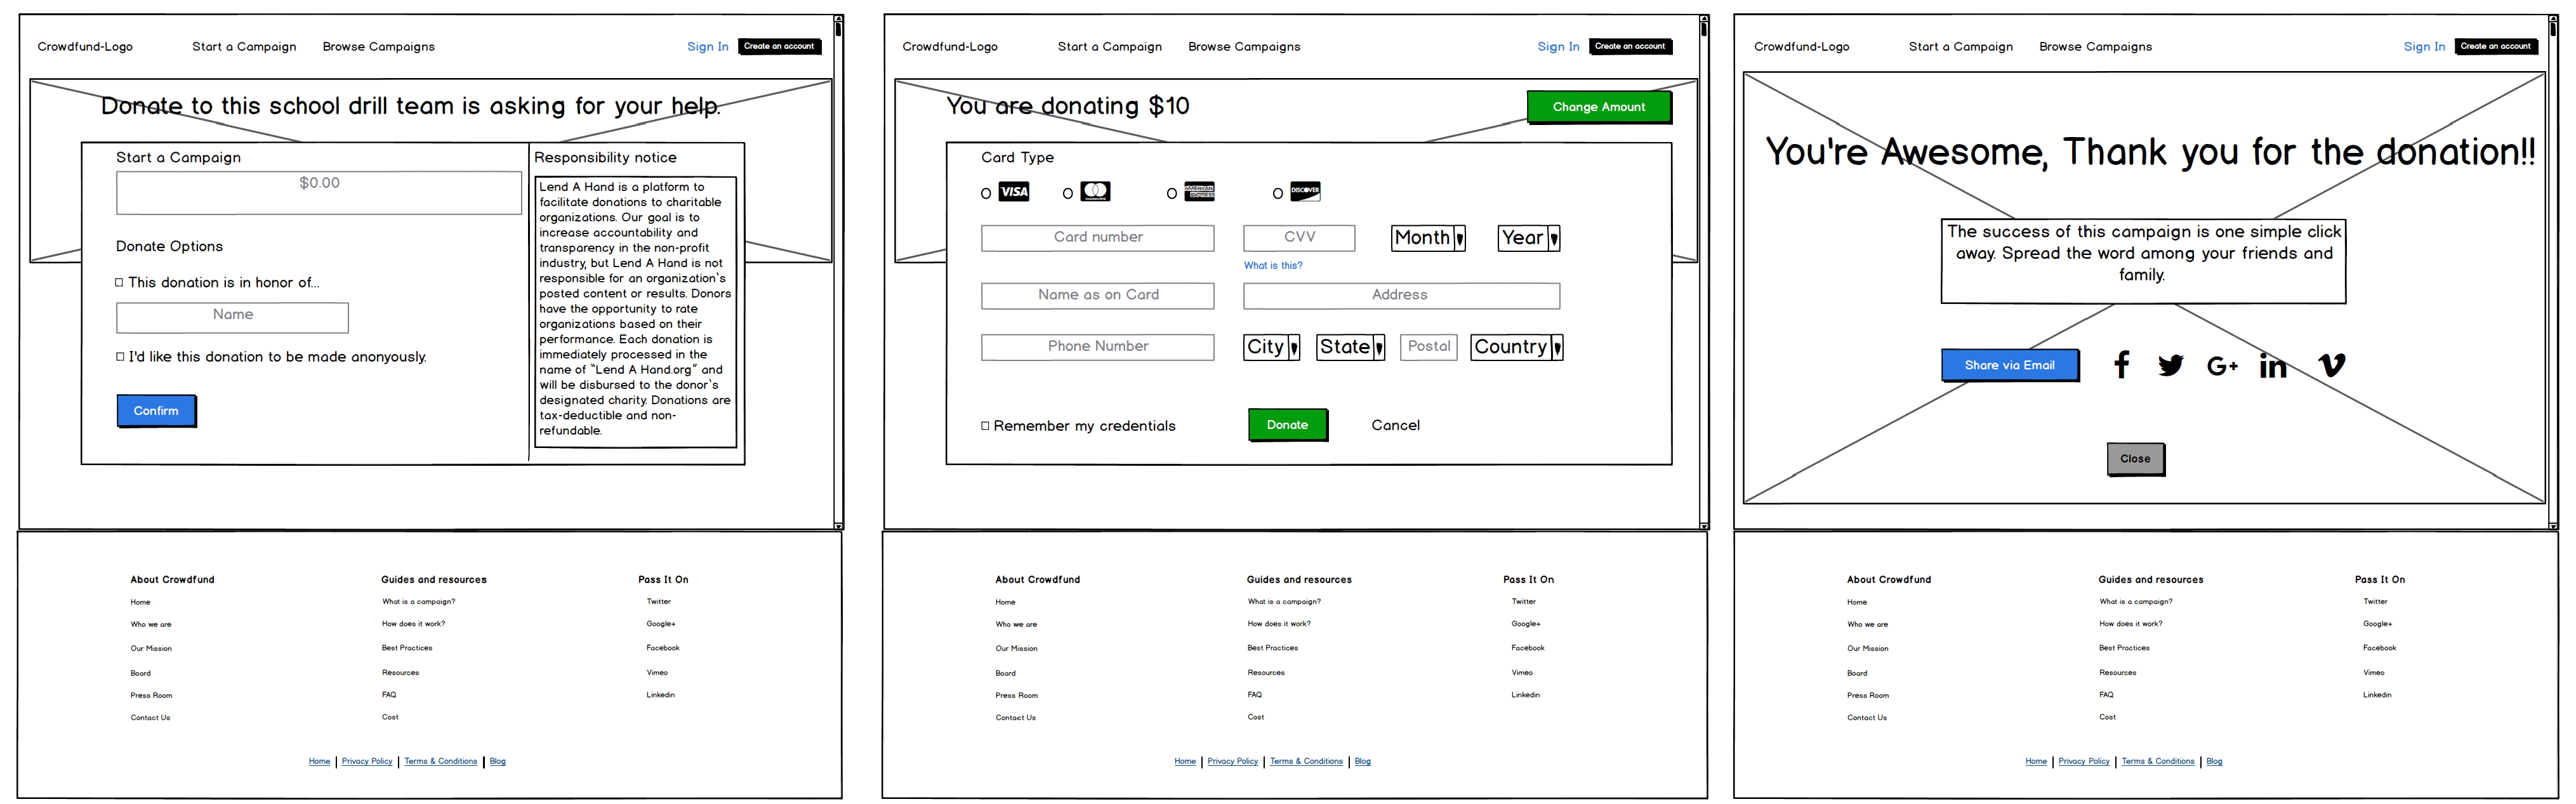 Crowdfund-Logo
Start a Campaign
Browse Campaigns
Sign In
Create an account
Donate to this school drill team is asking for your help.
Start a Campaign
$0.00
Donate Options
This donation is in honor of...
Name
I'd like this donation to be made anonyously.
Confirm
Responsibility notice
Lend A Hand is a platform to
facilitate donations to charitable
organizations. Our goal is to
increase accountability and
transparency in the non-profit
industry, but Lend A Hand is not
responsible for an organization`s
posted content or results. Donors
have the opportunity to rate
organizations based on their
performance. Each donation is
immediately processed in the
name of "Lend A Hand.org" and
will be disbursed to the donor`s
designated charity. Donations are
tax-deductible and non-
refundable.
About Crowdfund
Home
Who we are
Our Mission
Board
Press Room
Contact Us
Guides and resources
What is a campaign?
How does it work?
Best Practices
Resources
FAQ
Cost
Pass It On
Twitter
Google+
Facebook
Vimeo
Linkedin
Home | Privacy Policy | Terms & Conditions | Blog
Crowdfund-Logo
Start a Campaign
Browse Campaigns
Sign In
Create an account
You are donating $10
Change Amount
Card Type
VISA
mastercard
AMERICAN EXPRESS
DISCOVER
Card number
CVV
Month
Year
What is this?
Name as on Card
Address
Phone Number
City
State
Postal
Country
Remember my credentials
Donate
Cancel
About Crowdfund
Home
Who we are
Our Mission
Board
Press Room
Contact Us
Guides and resources
What is a campaign?
How does it work?
Best Practices
Resources
FAQ
Cost
Pass It On
Twitter
Google+
Facebook
Vimeo
Linkedin
Home | Privacy Policy | Terms & Conditions | Blog
Crowdfund-Logo
Start a Campaign
Browse Campaigns
Sign In
Create an account
You're Awesome, Thank you for the donation!!
The success of this campaign is one simple click
away. Spread the word among your friends and
family.
Share via Email
G+
in
Close
About Crowdfund
Home
Who we are
Our Mission
Board
Press Room
Contact Us
Guides and resources
What is a campaign?
How does it work?
Best Practices
Resources
FAQ
Cost
Pass It On
Twitter
Google+
Facebook
Vimeo
Linkedin
Home | Privacy Policy | Terms & Conditions | Blog